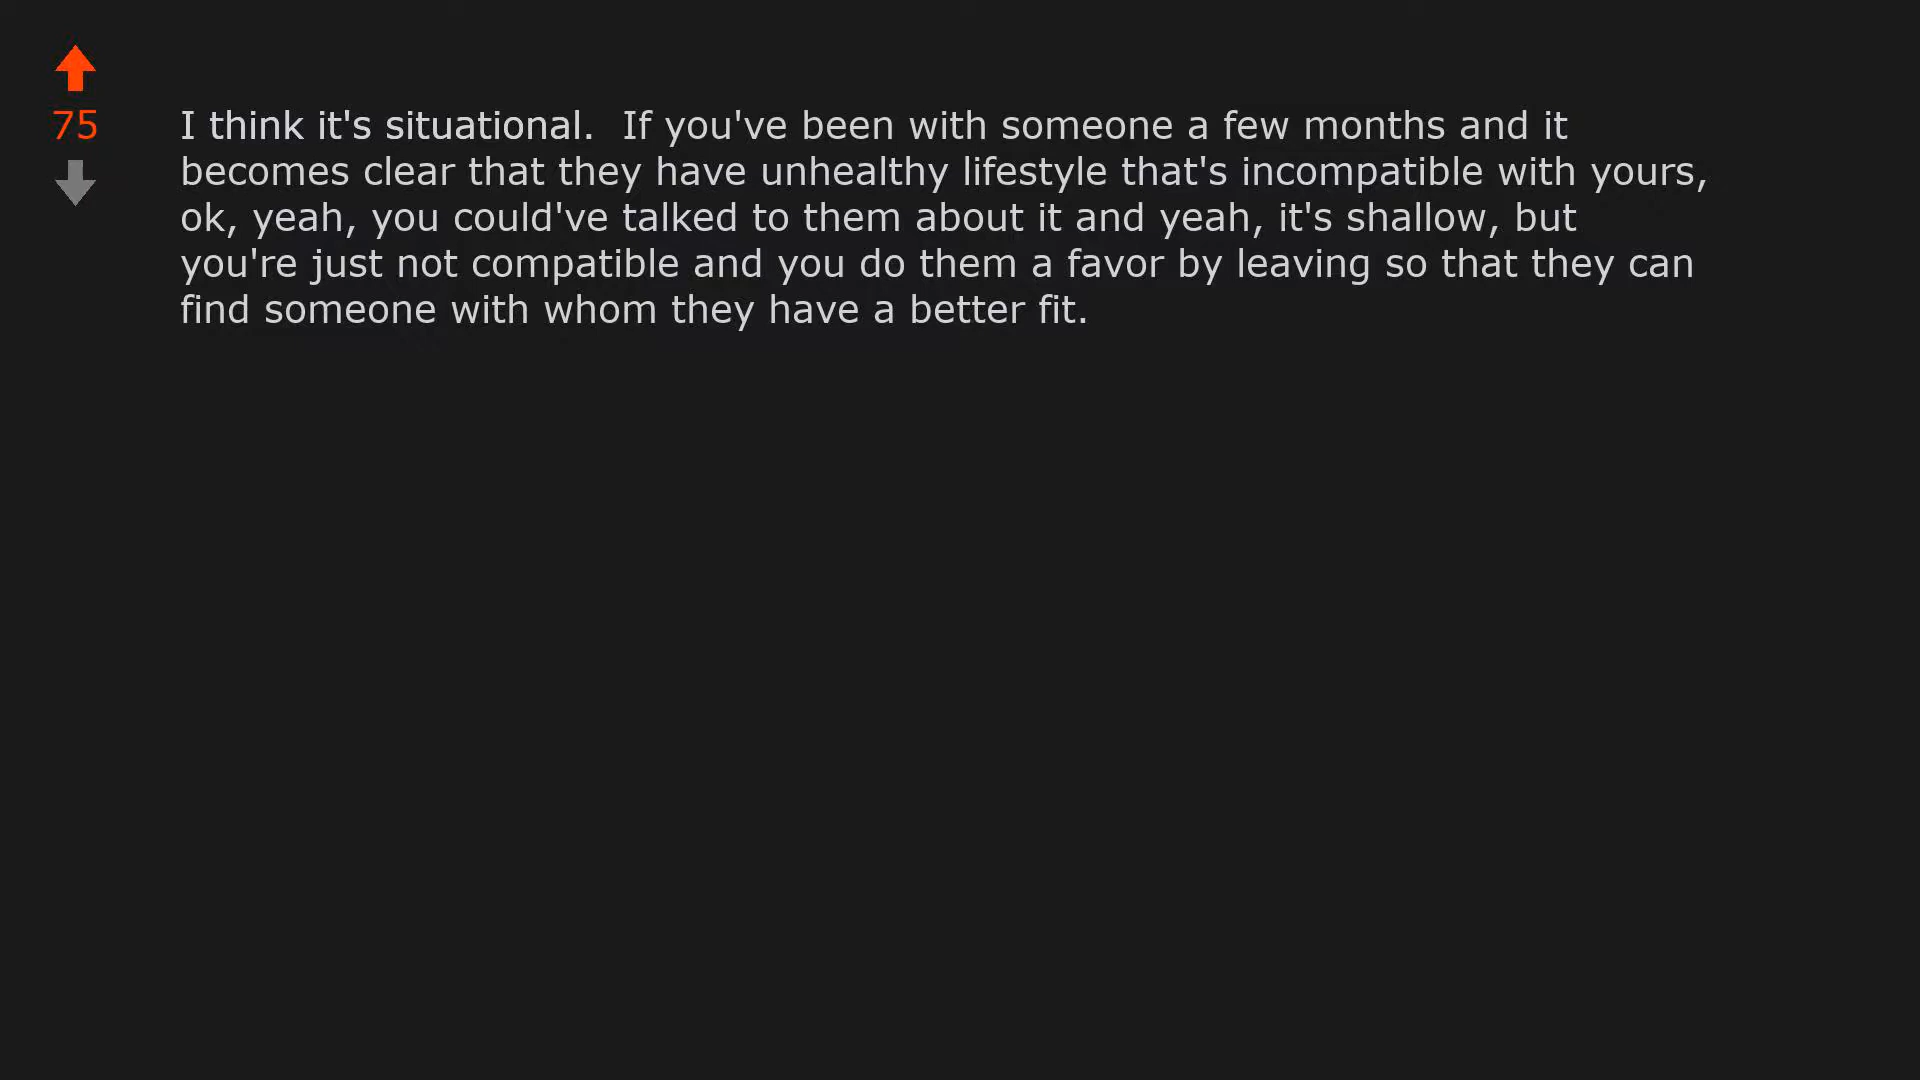 75
I think it's situational.  If you've been with someone a few months and it
becomes clear that they have unhealthy lifestyle that's incompatible with yours,
ok, yeah, you could've talked to them about it and yeah, it's shallow, but
you're just not compatible and you do them a favor by leaving so that they can
find someone with whom they have a better fit.